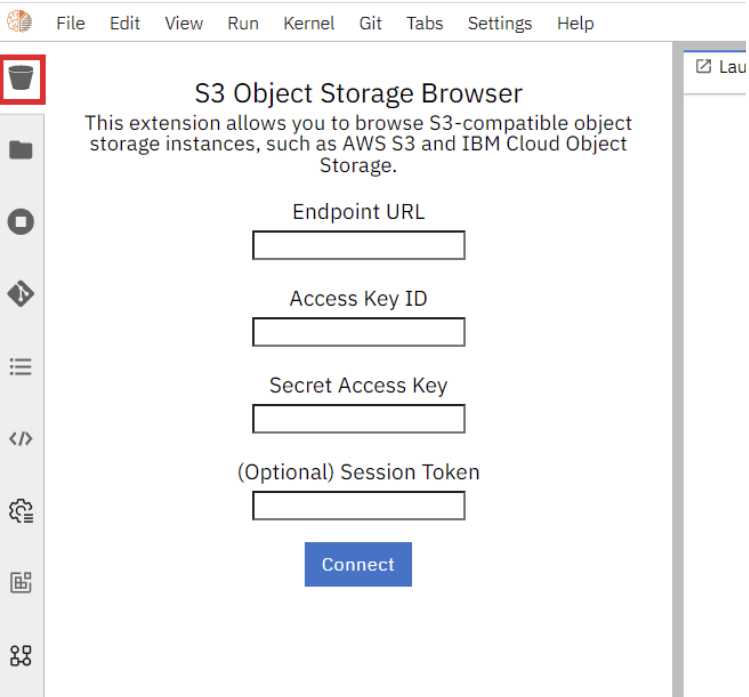 File Edit View Run Kernel Git Tabs Settings Help
Lau
S3 Object Storage Browser
This extension allows you to browse S3-compatible object
storage instances, such as AWS S3 and IBM Cloud Object
Storage.
Endpoint URL
Access Key ID
Secret Access Key
(Optional) Session Token
Connect